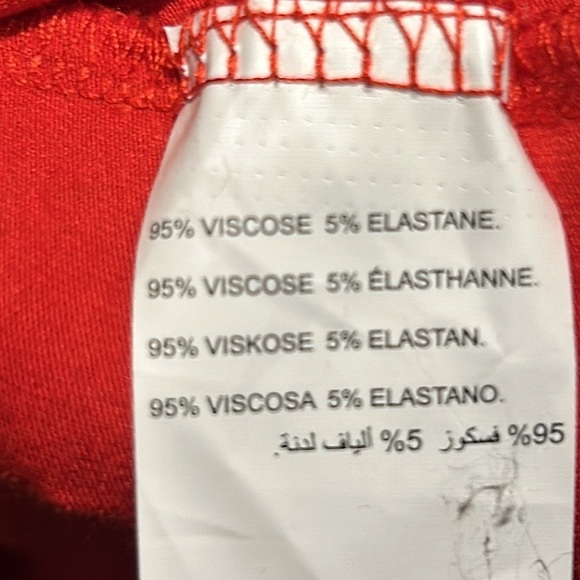 95% VISCOSE 5% ELASTANE.
95% VISCOSE 5% ÉLASTHANNE.
95% VISKOSE 5% ELASTAN.
95% VISCOSA 5% ELASTANO.
95% فسكوز 5% ألياف لدنة.